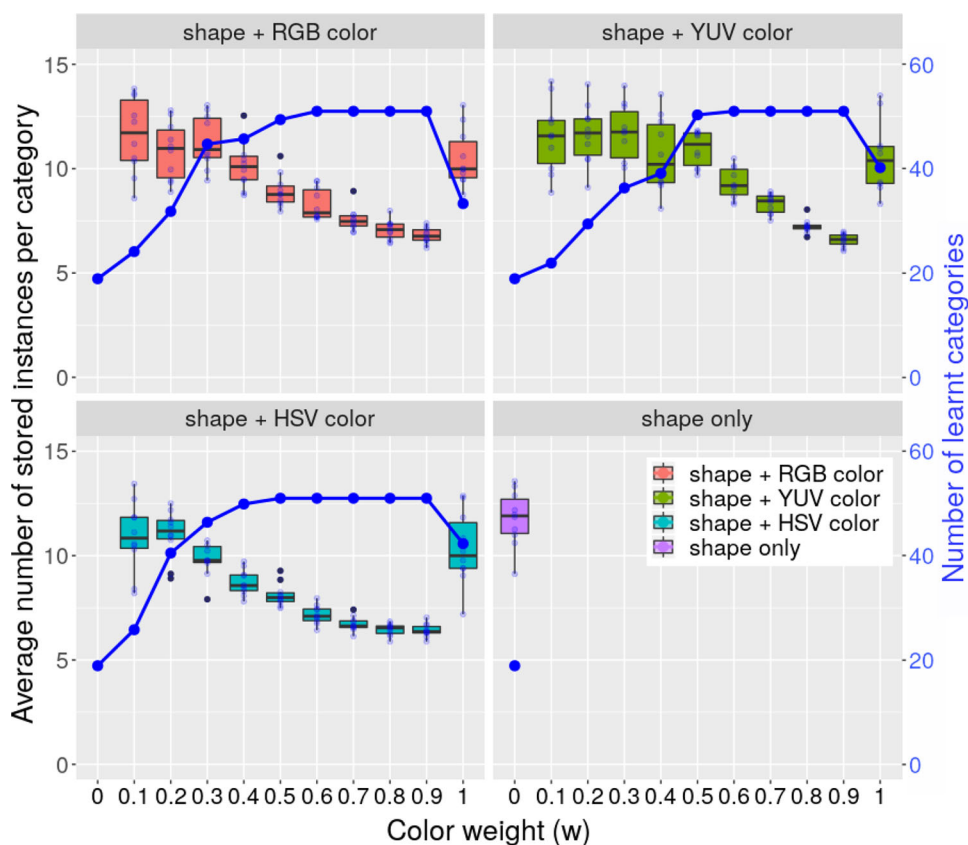 shape + RGB color
shape + YUV color
15
10
5
0
60
40
20
0
shape + HSV color
shape only
15
10
5
0
60
40
20
0
shape + RGB color
shape + YUV color
shape + HSV color
shape only
0 0.1 0.2 0.3 0.4 0.5 0.6 0.7 0.8 0.9 1
0 0.1 0.2 0.3 0.4 0.5 0.6 0.7 0.8 0.9 1
Color weight (w)
Average number of stored instances per category
Number of learnt categories